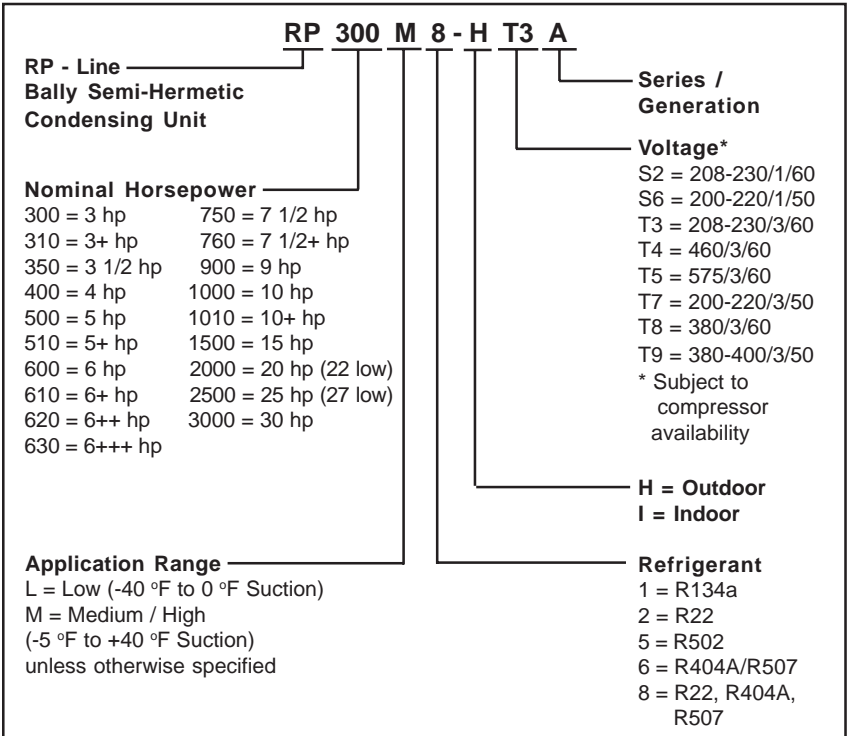 RP 300 M 8 - H T3 A
RP - Line
Bally Semi-Hermetic
Condensing Unit
Nominal Horsepower
300 = 3 hp 750 = 7 1/2 hp
310 = 3+ hp 760 = 7 1/2+ hp
350 = 3 1/2 hp 900 = 9 hp
400 = 4 hp 1000 = 10 hp
500 = 5 hp 1010 = 10+ hp
510 = 5+ hp 1500 = 15 hp
600 = 6 hp 2000 = 20 hp (22 low)
610 = 6+ hp 2500 = 25 hp (27 low)
620 = 6++ hp 3000 = 30 hp
630 = 6+++ hp
Application Range
L = Low (-40 °F to 0 °F Suction)
M = Medium / High
(-5 °F to +40 °F Suction)
unless otherwise specified
Series /
Generation
Voltage*
S2 = 208-230/1/60
S6 = 200-220/1/50
T3 = 208-230/3/60
T4 = 460/3/60
T5 = 575/3/60
T7 = 200-220/3/50
T8 = 380/3/60
T9 = 380-400/3/50
* Subject to
compressor
availability
H = Outdoor
I = Indoor
Refrigerant
1 = R134a
2 = R22
5 = R502
6 = R404A/R507
8 = R22, R404A,
R507